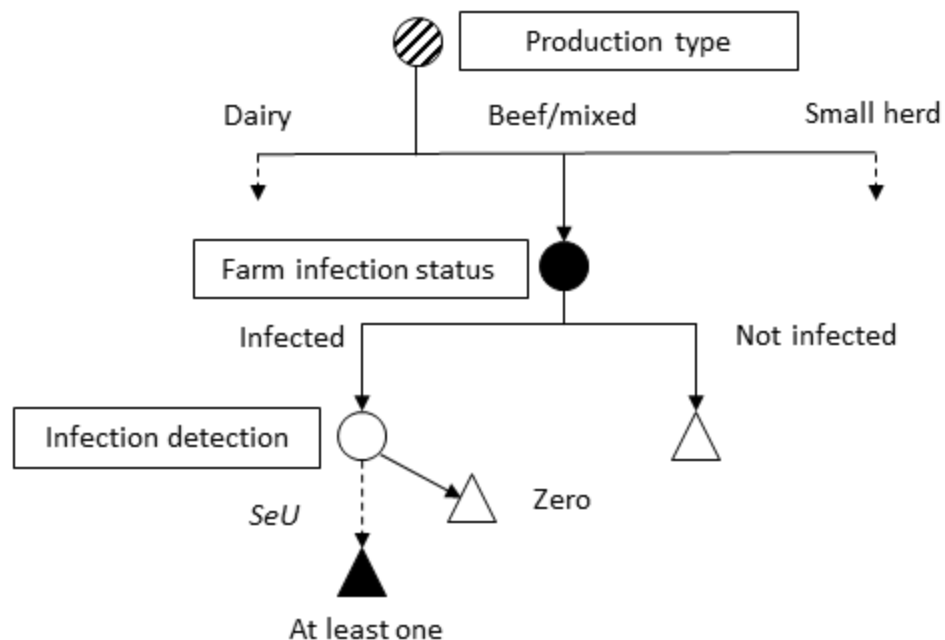 Production type
Dairy
Beef/mixed
Small herd
Farm infection status
Infected
Not infected
Infection detection
SeU
Zero
At least one